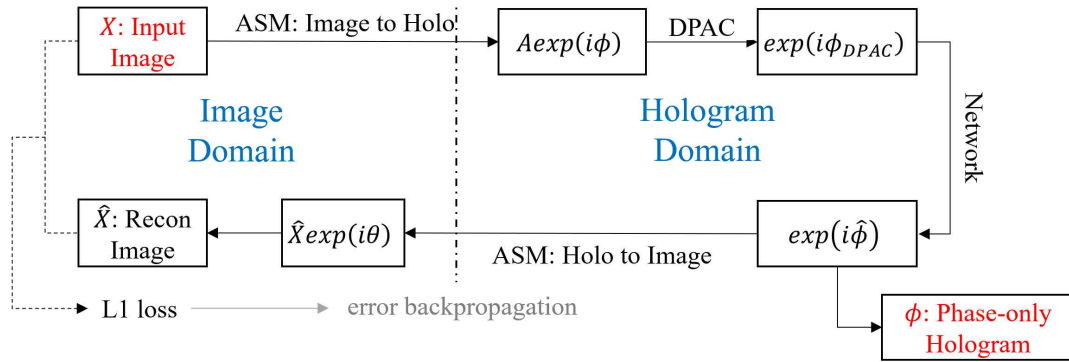 X: Input
Image
ASM: Image to Holo
Aexp(iϕ)
DPAC
exp(iϕ_DPAC)
Network
Image
Domain
Hologram
Domain
X̂: Recon
Image
X̂exp(iθ)
ASM: Holo to Image
exp(iϕ̂)
L1 loss
error backpropagation
ϕ: Phase-only
Hologram